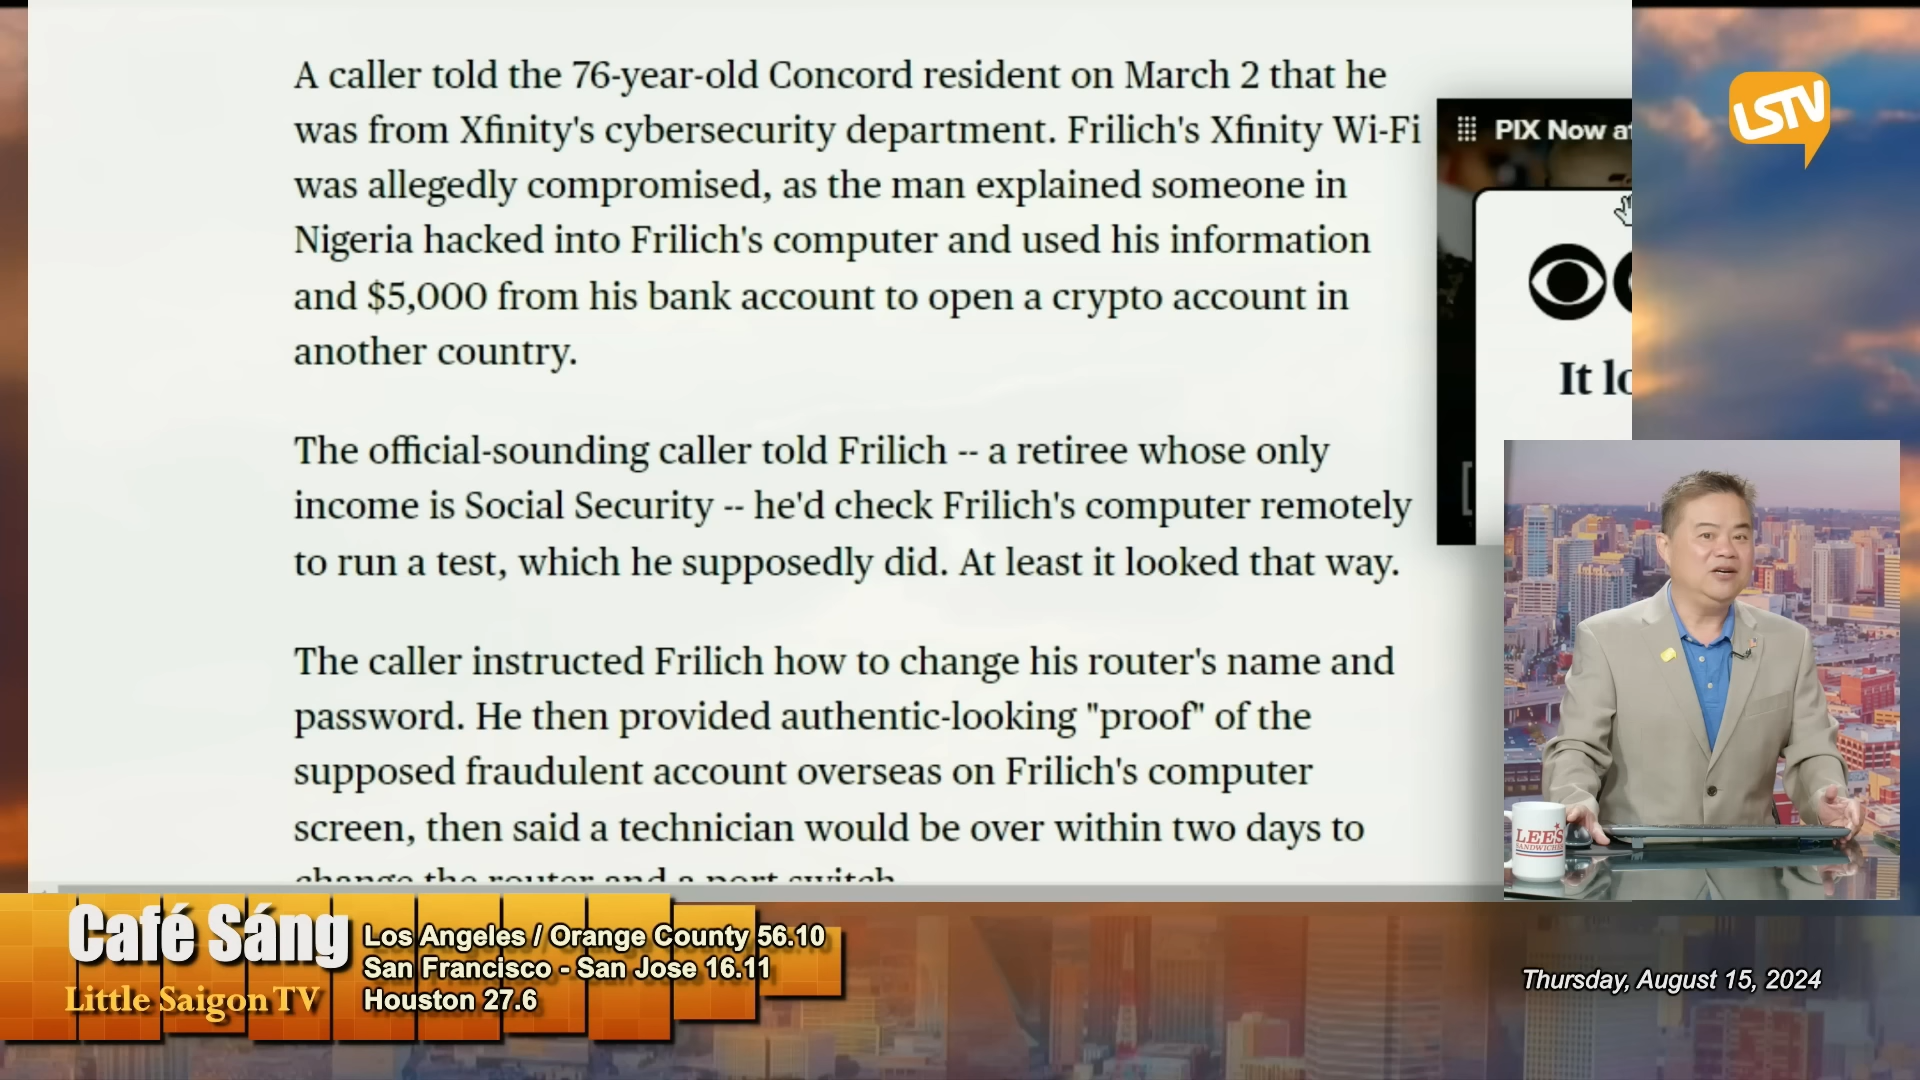 A caller told the 76-year-old Concord resident on March 2 that he
was from Xfinity's cybersecurity department. Frilich's Xfinity Wi-Fi
was allegedly compromised, as the man explained someone in
Nigeria hacked into Frilich's computer and used his information
and $5,000 from his bank account to open a crypto account in
another country.
The official-sounding caller told Frilich -- a retiree whose only
income is Social Security -- he'd check Frilich's computer remotely
to run a test, which he supposedly did. At least it looked that way.
The caller instructed Frilich how to change his router's name and
password. He then provided authentic-looking "proof" of the
supposed fraudulent account overseas on Frilich's computer
screen, then said a technician would be over within two days to
change the router and a port switch.
PIX Now
It
LSTV
LEE'S
SANDWICHES
Café Sáng
Little Saigon TV
Los Angeles / Orange County 56.10
San Francisco - San Jose 16.11
Houston 27.6
Thursday, August 15, 2024